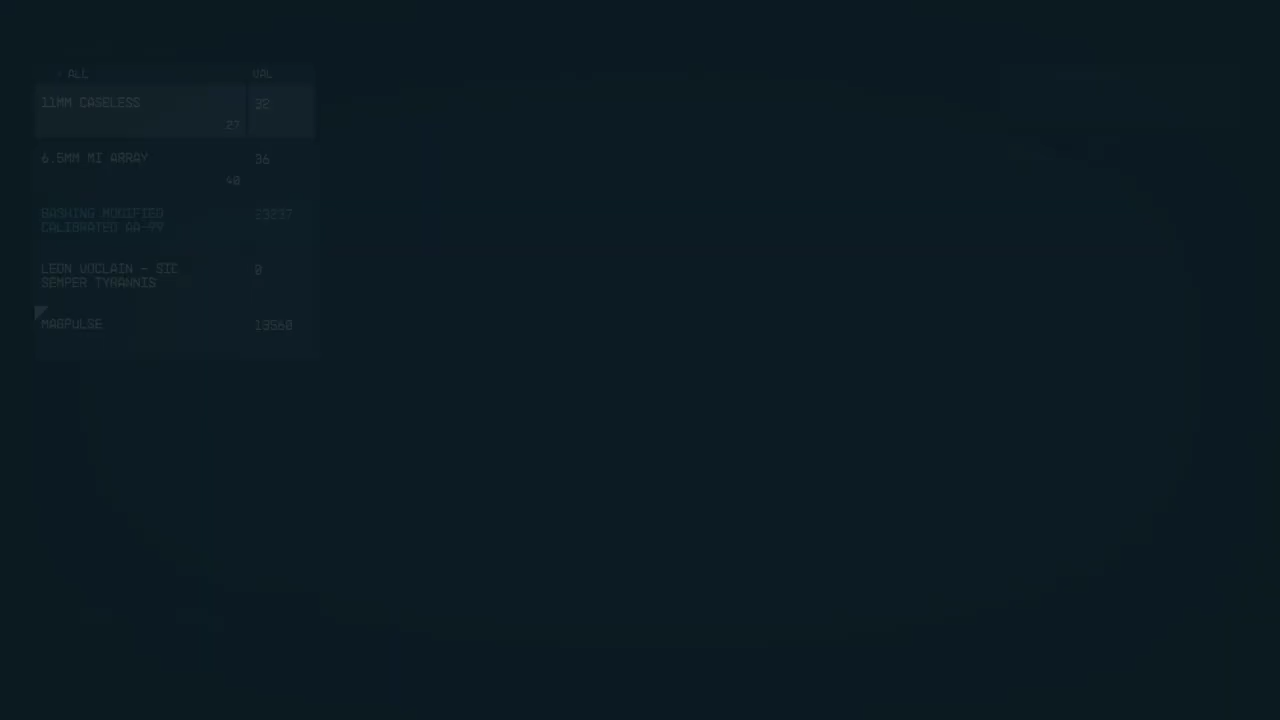 ALL VAL
11MM CASELESS 32
27
6.5MM MI ARRAY 36
40
BASHING MODIFIED 23237
CALIBRATED AA-99
LEON VOCLAIN - SIC 0
SEMPER TYRANNIS
MAGPULSE 13560